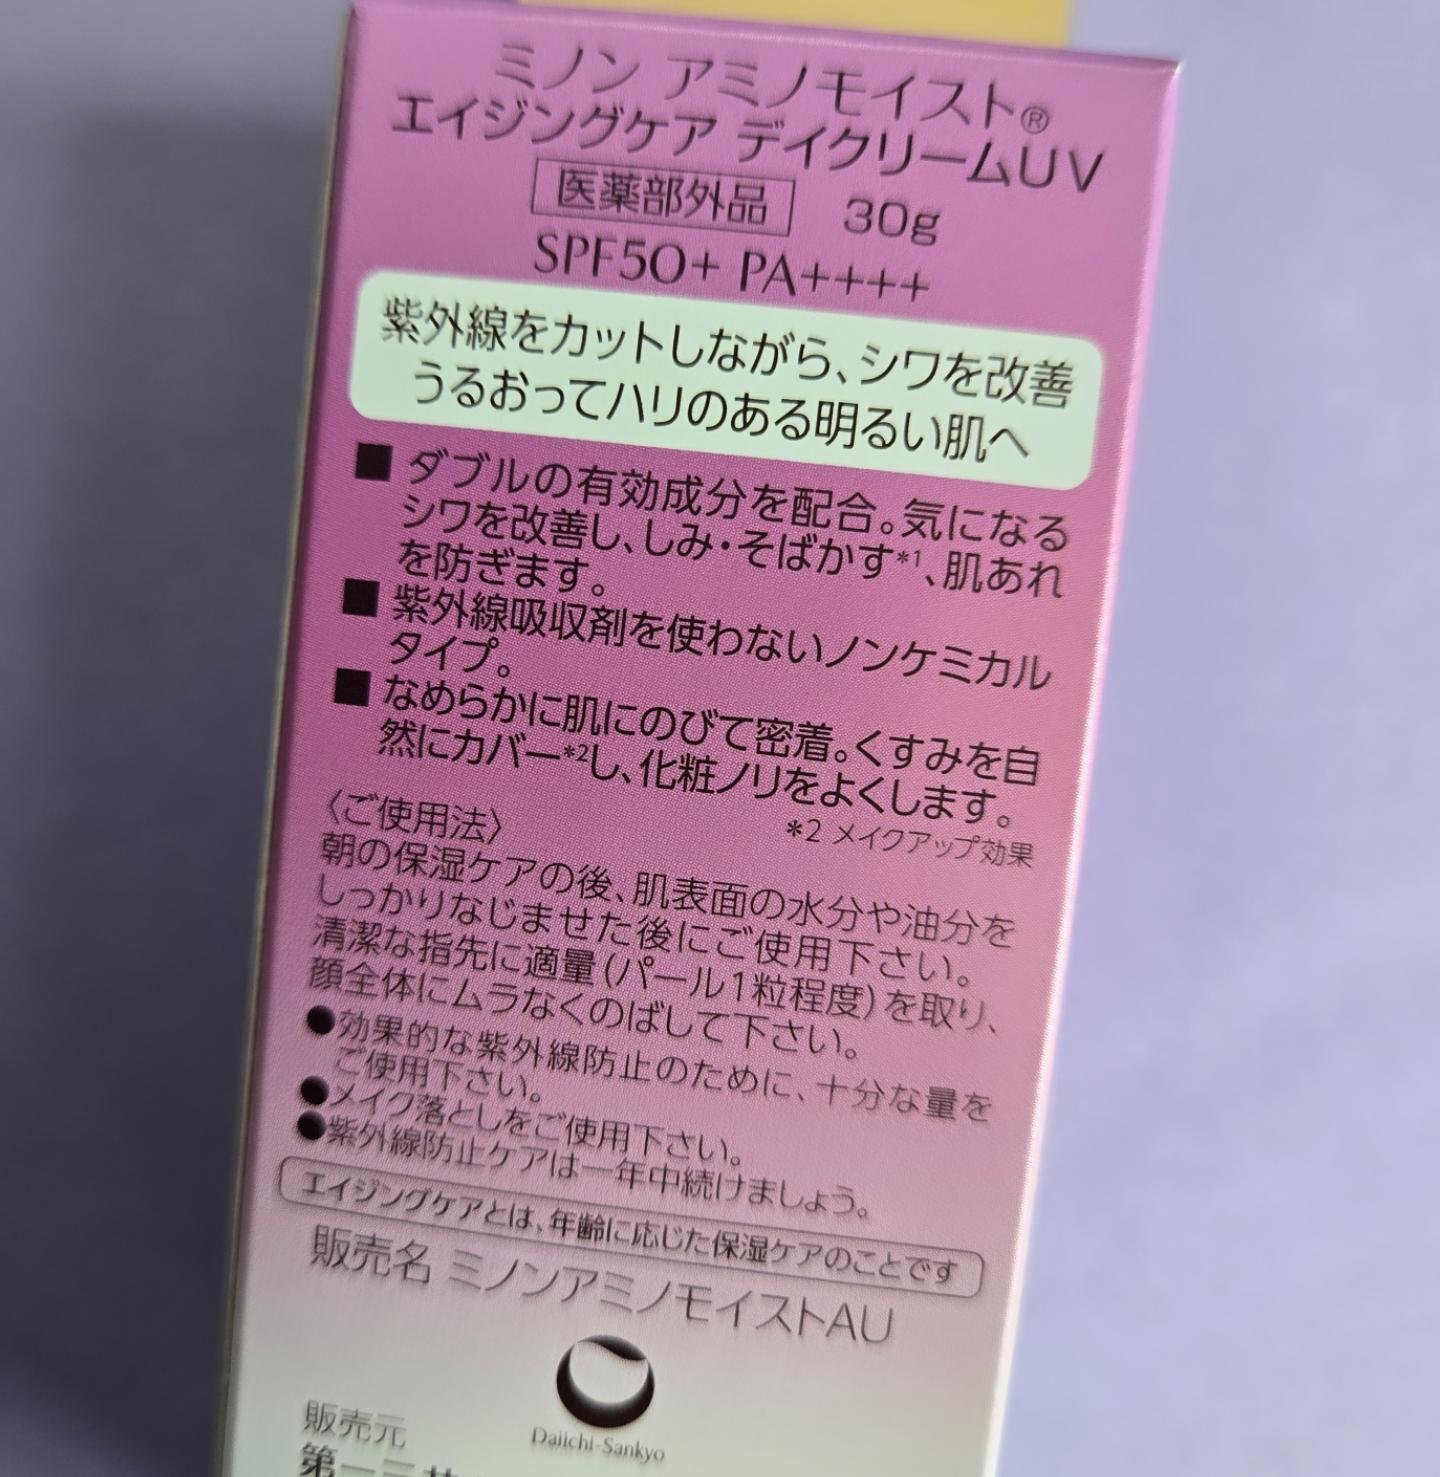 ミノン アミノモイスト®
エイジングケア デイクリームUV
医薬部外品 30g
SPF50+ PA++++
紫外線をカットしながら、シワを改善
うるおってハリのある明るい肌へ
■ダブルの有効成分を配合。気になる
シワを改善し、しみ・そばかす*1、肌あれ
を防ぎます。
■紫外線吸収剤を使わないノンケミカル
タイプ。
■なめらかに肌にのびて密着。くすみを自
然にカバー*2し、化粧ノリをよくします。
*2 メイクアップ効果
〈ご使用法〉
朝の保湿ケアの後、肌表面の水分や油分を
しっかりなじませた後にご使用下さい。
清潔な指先に適量(パール1粒程度)を取り、
顔全体にムラなくのばして下さい。
●効果的な紫外線防止のために、十分な量を
ご使用下さい。
●メイク落としをご使用下さい。
●紫外線防止ケアは一年中続けましょう。
エイジングケアとは、年齢に応じた保湿ケアのことです
販売名 ミノンアミノモイストAU
Daiichi-Sankyo
販売元
第一三共